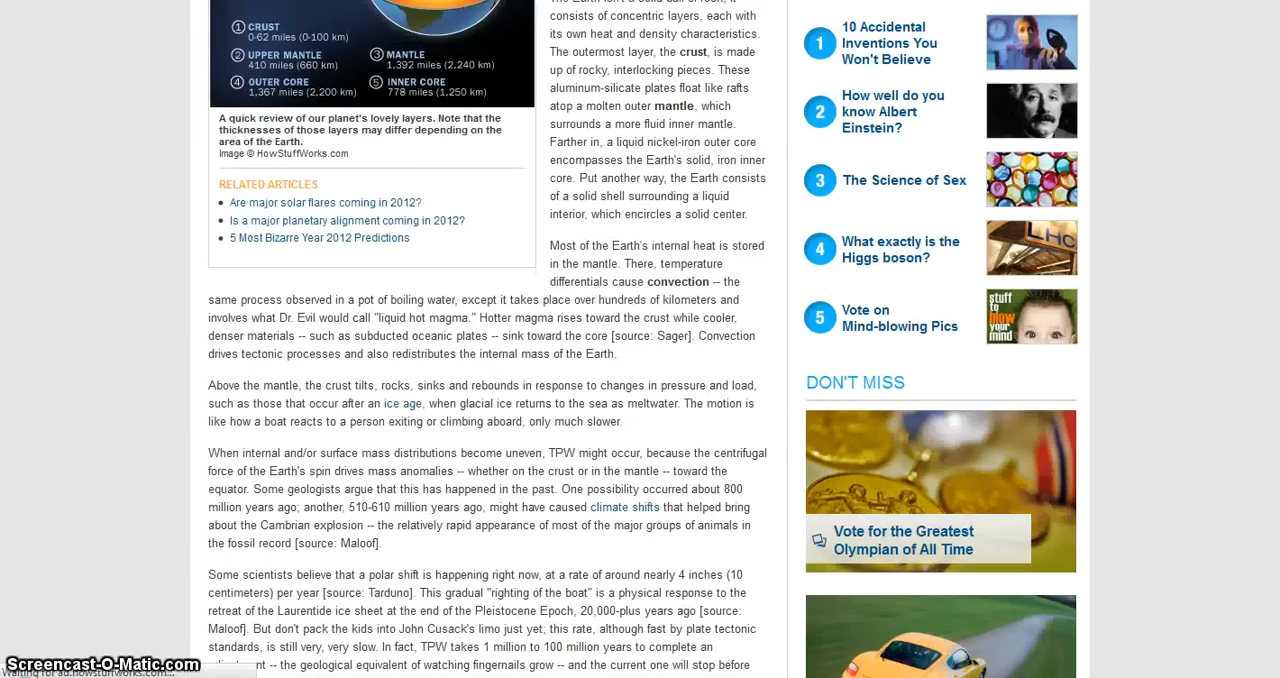 ① CRUST
0-62 miles (0-100 km)
② UPPER MANTLE
410 miles (660 km)
③ MANTLE
1,392 miles (2,240 km)
④ OUTER CORE
1,367 miles (2,200 km)
⑤ INNER CORE
778 miles (1,250 km)
A quick review of our planet's lovely layers. Note that the
thicknesses of those layers may differ depending on the
area of the Earth.
Image © HowStuffWorks.com
RELATED ARTICLES
Are major solar flares coming in 2012?
Is a major planetary alignment coming in 2012?
5 Most Bizarre Year 2012 Predictions
consists of concentric layers, each with
its own heat and density characteristics.
The outermost layer, the crust, is made
up of rocky, interlocking pieces. These
aluminum-silicate plates float like rafts
atop a molten outer mantle, which
surrounds a more fluid inner mantle.
Farther in, a liquid nickel-iron outer core
encompasses the Earth's solid, iron inner
core. Put another way, the Earth consists
of a solid shell surrounding a liquid
interior, which encircles a solid center.
Most of the Earth's internal heat is stored
in the mantle. There, temperature
differentials cause convection -- the
same process observed in a pot of boiling water, except it takes place over hundreds of kilometers and
involves what Dr. Evil would call "liquid hot magma." Hotter magma rises toward the crust while cooler,
denser materials -- such as subducted oceanic plates -- sink toward the core [source: Sager]. Convection
drives tectonic processes and also redistributes the internal mass of the Earth.
Above the mantle, the crust tilts, rocks, sinks and rebounds in response to changes in pressure and load,
such as those that occur after an ice age, when glacial ice returns to the sea as meltwater. The motion is
like how a boat reacts to a person exiting or climbing aboard, only much slower.
When internal and/or surface mass distributions become uneven, TPW might occur, because the centrifugal
force of the Earth's spin drives mass anomalies -- whether on the crust or in the mantle -- toward the
equator. Some geologists argue that this has happened in the past. One possibility occurred about 800
million years ago; another, 510-610 million years ago, might have caused climate shifts that helped bring
about the Cambrian explosion -- the relatively rapid appearance of most of the major groups of animals in
the fossil record [source: Maloof].
Some scientists believe that a polar shift is happening right now, at a rate of around nearly 4 inches (10
centimeters) per year [source: Tarduno]. This gradual "righting of the boat" is a physical response to the
retreat of the Laurentide ice sheet at the end of the Pleistocene Epoch, 20,000-plus years ago [source:
Maloof]. But don't pack the kids into John Cusack's limo just yet; this rate, although fast by plate tectonic
standards, is still very, very slow. In fact, TPW takes 1 million to 100 million years to complete an
-- the geological equivalent of watching fingernails grow -- and the current one will stop before
1 10 Accidental
Inventions You
Won't Believe
2 How well do you
know Albert
Einstein?
3 The Science of Sex
4 What exactly is the
Higgs boson?
LHC
5 Vote on
Mind-blowing Pics
stuff
to
blow
your
mind
DON'T MISS
Vote for the Greatest
Olympian of All Time
Screencast-O-Matic.com